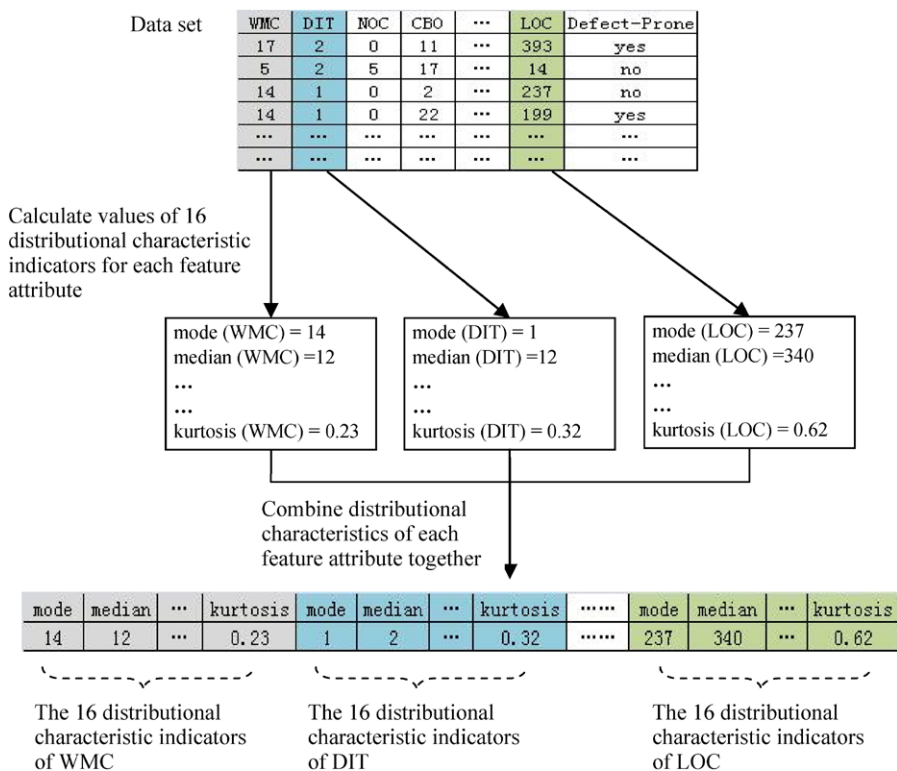 Data set
WMC DIT NOC CBO … LOC Defect-Prone
17 2 0 11 … 393 yes
5 2 5 17 … 14 no
14 1 0 2 … 237 no
14 1 0 22 … 199 yes
… … … … … … …
… … … … … … …
Calculate values of 16
distributional characteristic
indicators for each feature
attribute
mode (WMC) = 14
median (WMC) =12
…
…
kurtosis (WMC) = 0.23
mode (DIT) = 1
median (DIT) =12
…
…
kurtosis (DIT) = 0.32
mode (LOC) = 237
median (LOC) =340
…
…
kurtosis (LOC) = 0.62
Combine distributional
characteristics of each
feature attribute together
mode median … kurtosis mode median … kurtosis …… mode median … kurtosis
14 12 … 0.23 1 2 … 0.32 …… 237 340 … 0.62
The 16 distributional
characteristic indicators
of WMC
The 16 distributional
characteristic indicators
of DIT
The 16 distributional
characteristic indicators
of LOC